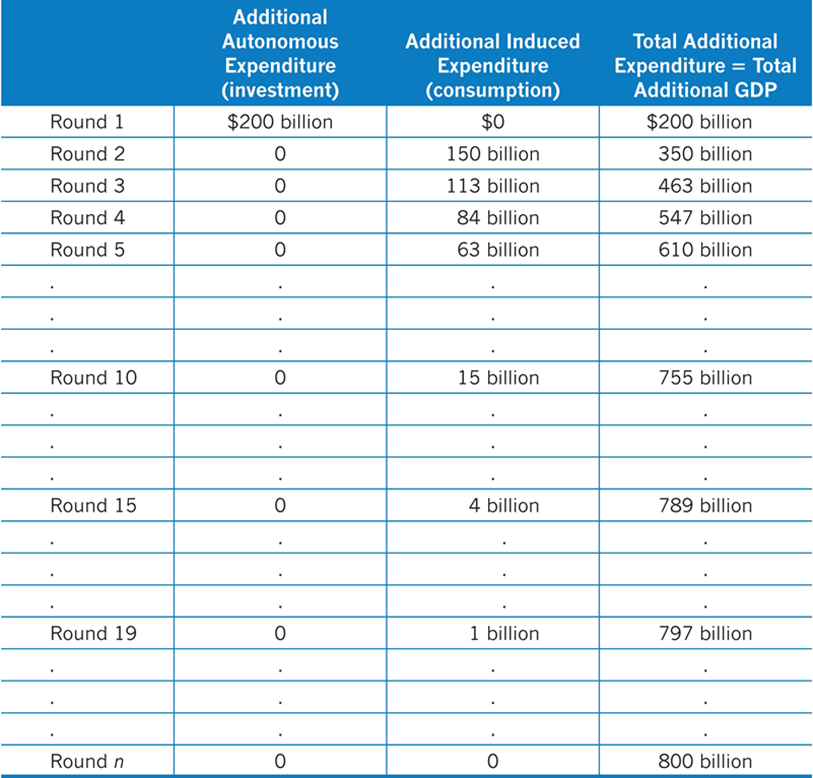 Additional
Autonomous
Expenditure
(investment)
Additional Induced
Expenditure
(consumption)
Total Additional
Expenditure = Total
Additional GDP
Round 1 $200 billion $0 $200 billion
Round 2 0 150 billion 350 billion
Round 3 0 113 billion 463 billion
Round 4 0 84 billion 547 billion
Round 5 0 63 billion 610 billion
. . . .
. . . .
. . . .
Round 10 0 15 billion 755 billion
. . . .
. . . .
. . . .
Round 15 0 4 billion 789 billion
. . . .
. . . .
. . . .
Round 19 0 1 billion 797 billion
. . . .
. . . .
. . . .
Round n 0 0 800 billion